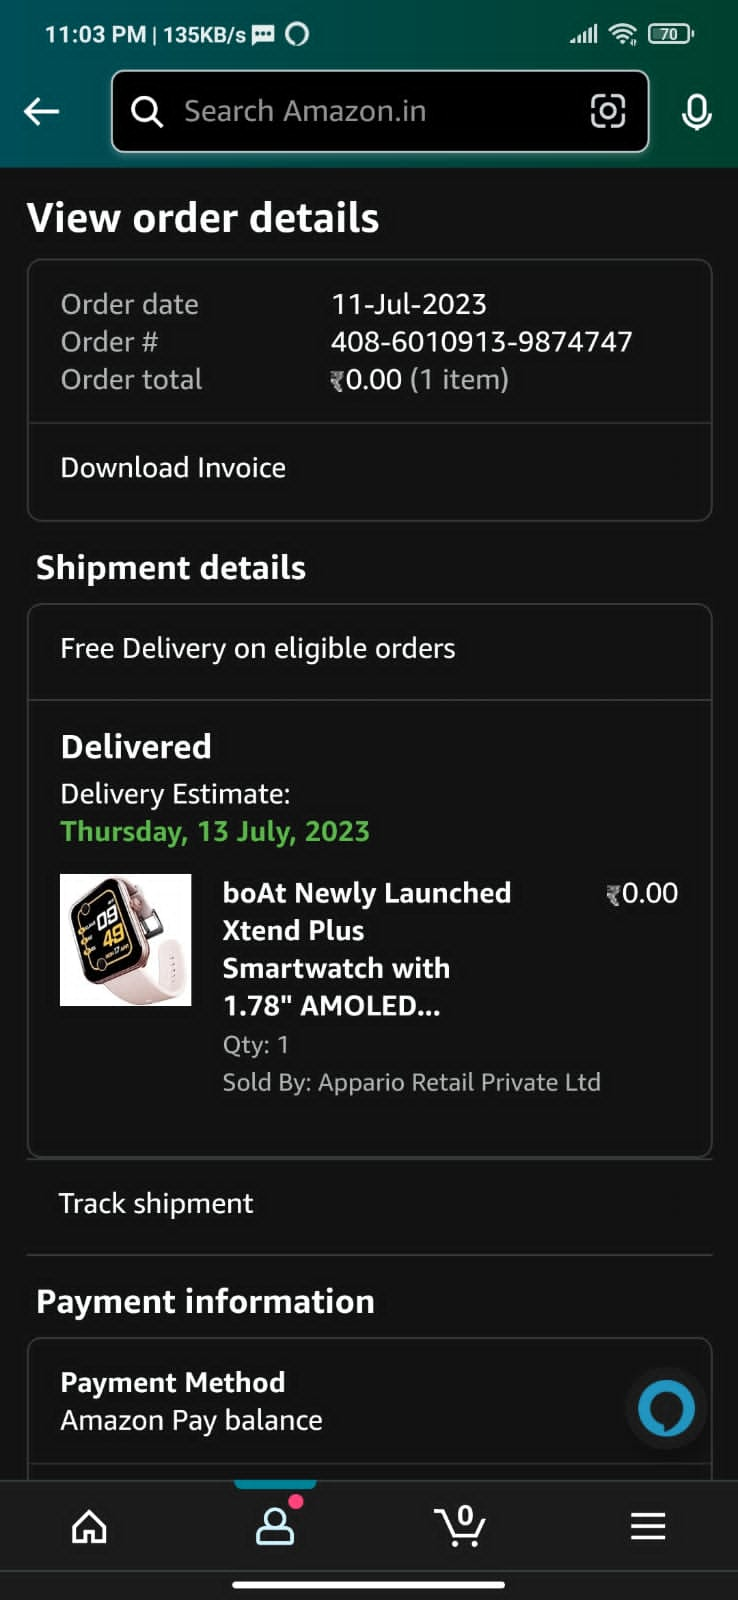 11:03 PM | 135KB/s
70
Search Amazon.in
View order details
Order date 11-Jul-2023
Order # 408-6010913-9874747
Order total ₹0.00 (1 item)
Download Invoice
Shipment details
Free Delivery on eligible orders
Delivered
Delivery Estimate:
Thursday, 13 July, 2023
boAt Newly Launched ₹0.00
Xtend Plus
Smartwatch with
1.78" AMOLED...
Qty: 1
Sold By: Appario Retail Private Ltd
09
49
Track shipment
Payment information
Payment Method
Amazon Pay balance
0